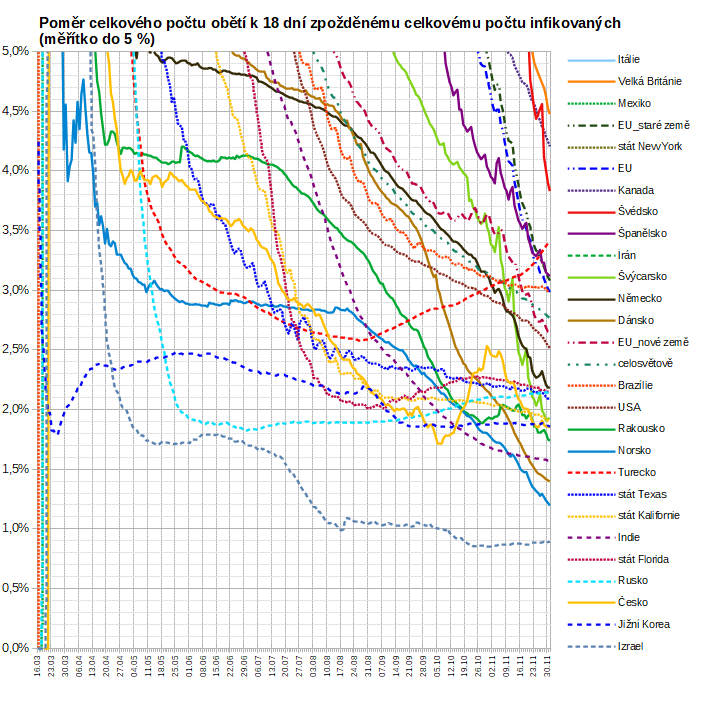 Poměr celkového počtu obětí k 18 dní zpožděnému celkovému počtu infikovaných
(měřítko do 5 %)
5,0%
4,5%
4,0%
3,5%
3,0%
2,5%
2,0%
1,5%
1,0%
0,5%
0,0%
16.03
23.03
30.03
06.04
13.04
20.04
27.04
04.05
11.05
18.05
25.05
01.06
08.06
15.06
22.06
29.06
06.07
13.07
20.07
27.07
03.08
10.08
17.08
24.08
31.08
07.09
14.09
21.09
28.09
05.10
12.10
19.10
26.10
02.11
09.11
16.11
23.11
30.11
Itálie
Velká Británie
Mexiko
EU_staré země
stát NewYork
EU
Kanada
Švédsko
Španělsko
Irán
Švýcarsko
Německo
Dánsko
EU_nové země
celosvětově
Brazílie
USA
Rakousko
Norsko
Turecko
stát Texas
stát Kalifornie
Indie
stát Florida
Rusko
Česko
Jižní Korea
Izrael